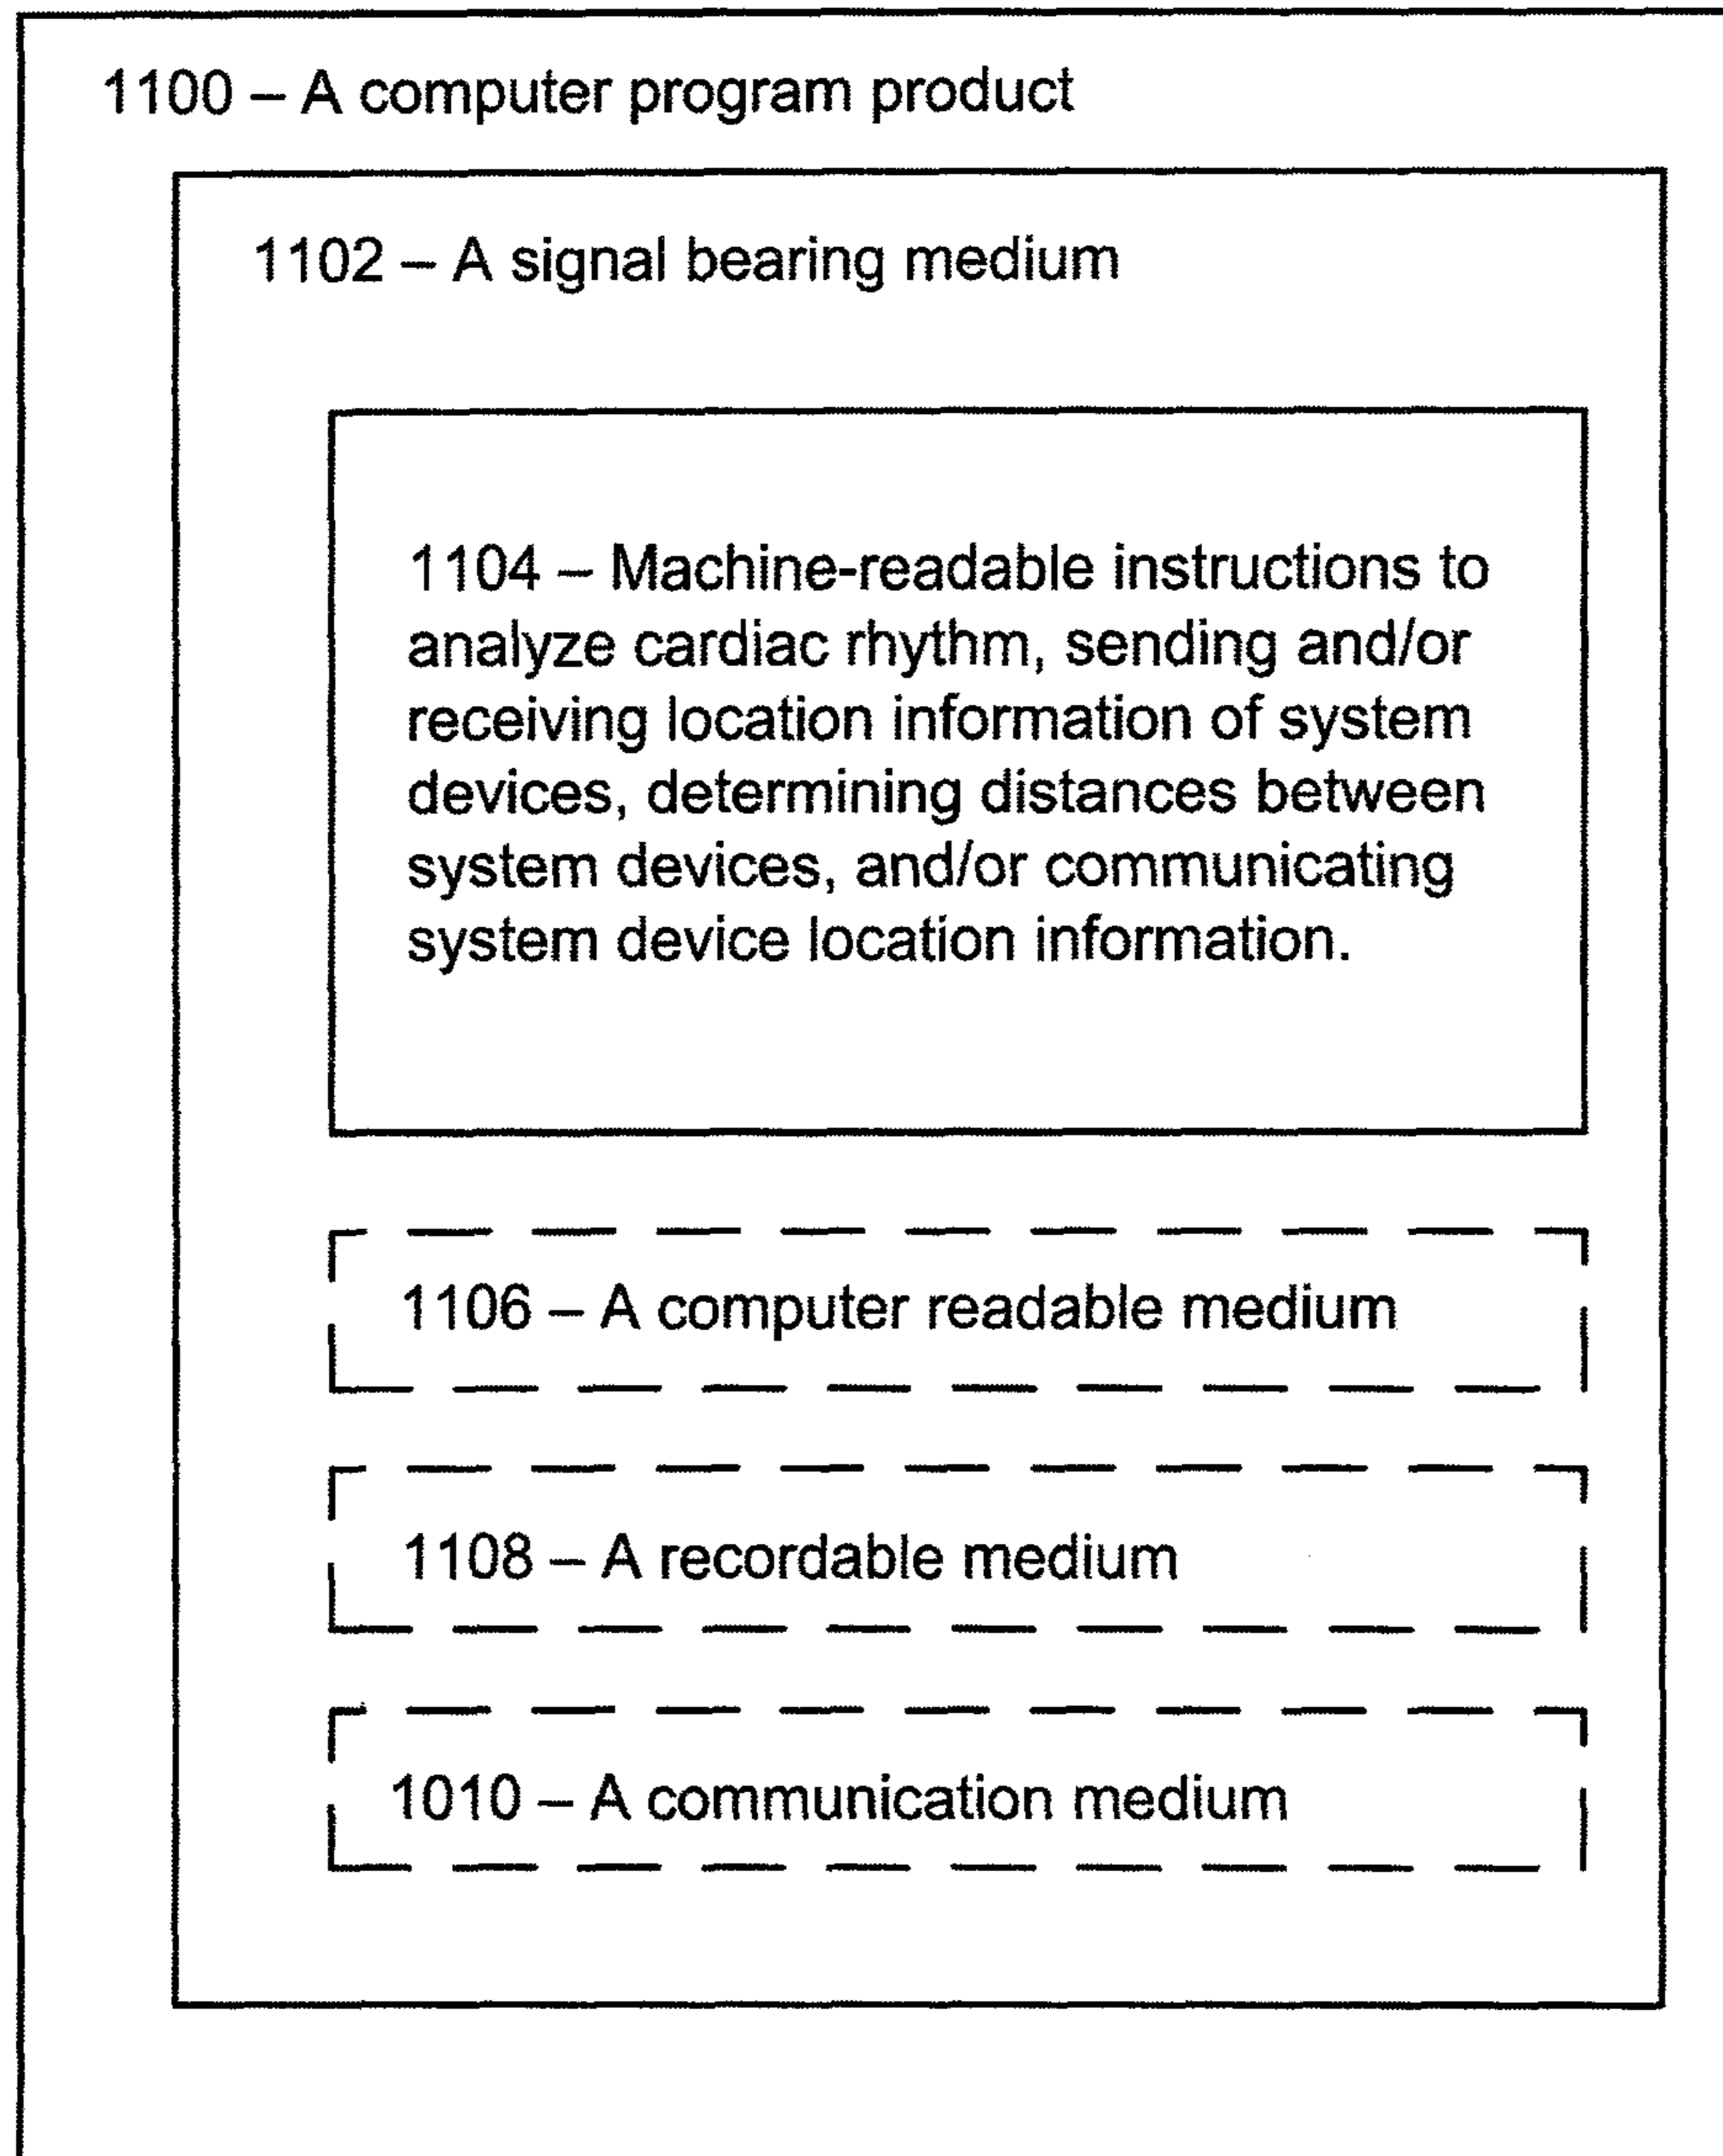 1100 – A computer program product
1102 – A signal bearing medium
1104 – Machine-readable instructions to
analyze cardiac rhythm, sending and/or
receiving location information of system
devices, determining distances between
system devices, and/or communicating
system device location information.
1106 – A computer readable medium
1108 – A recordable medium
1010 – A communication medium